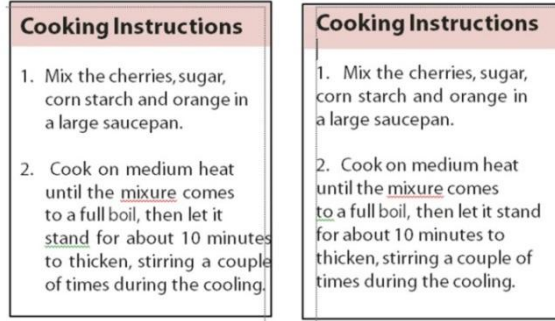 Cooking Instructions
1. Mix the cherries, sugar,
corn starch and orange in
a large saucepan.
2. Cook on medium heat
until the mixure comes
to a full boil, then let it
stand for about 10 minutes
to thicken, stirring a couple
of times during the cooling.
Cooking Instructions
1. Mix the cherries, sugar,
corn starch and orange in
a large saucepan.
2. Cook on medium heat
until the mixure comes
to a full boil, then let it stand
for about 10 minutes to
thicken, stirring a couple of
times during the cooling.